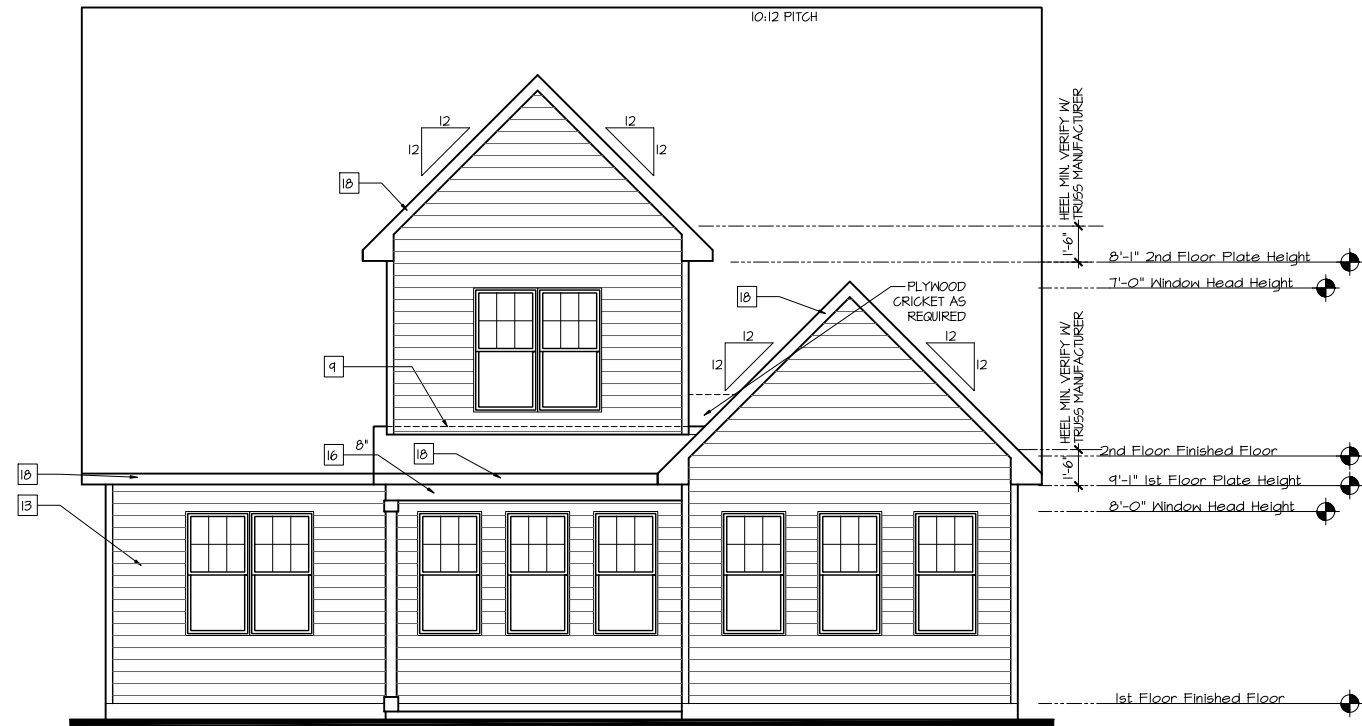 10:12 PITCH
12
12
12
12
18
HEEL MIN. VERIFY W/
TRUSS MANUFACTURER
1'-6"
8'-1" 2nd Floor Plate Height
7'-0" Window Head Height
18
PLYWOOD
CRICKET AS
REQUIRED
12
12
12
12
9
HEEL MIN. VERIFY W/
TRUSS MANUFACTURER
1'-6"
8"
16
18
2nd Floor Finished Floor
18
9'-1" 1st Floor Plate Height
13
8'-0" Window Head Height
1st Floor Finished Floor